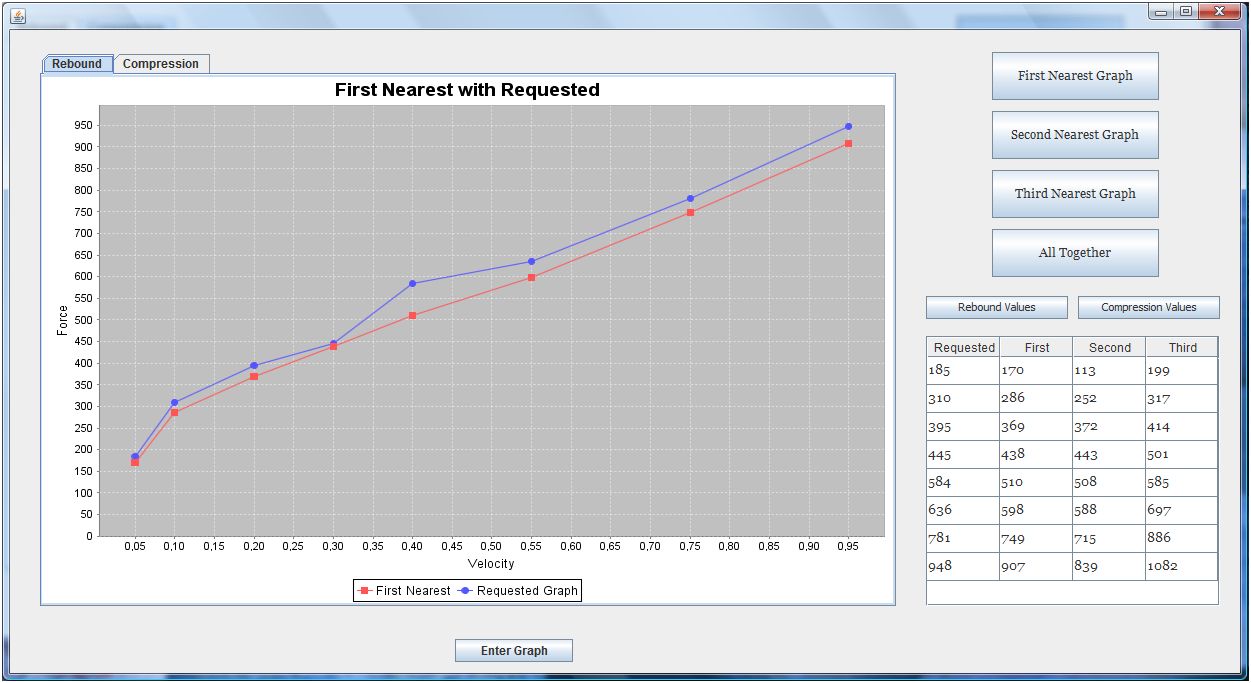 Rebound Compression
First Nearest with Requested
Force
950
900
850
800
750
700
650
600
550
500
450
400
350
300
250
200
150
100
50
0
0,05 0,10 0,15 0,20 0,25 0,30 0,35 0,40 0,45 0,50 0,55 0,60 0,65 0,70 0,75 0,80 0,85 0,90 0,95
Velocity
First Nearest Requested Graph
Enter Graph
First Nearest Graph
Second Nearest Graph
Third Nearest Graph
All Together
Rebound Values Compression Values
Requested First Second Third
185 170 113 199
310 286 252 317
395 369 372 414
445 438 443 501
584 510 508 585
636 598 588 697
781 749 715 886
948 907 839 1082